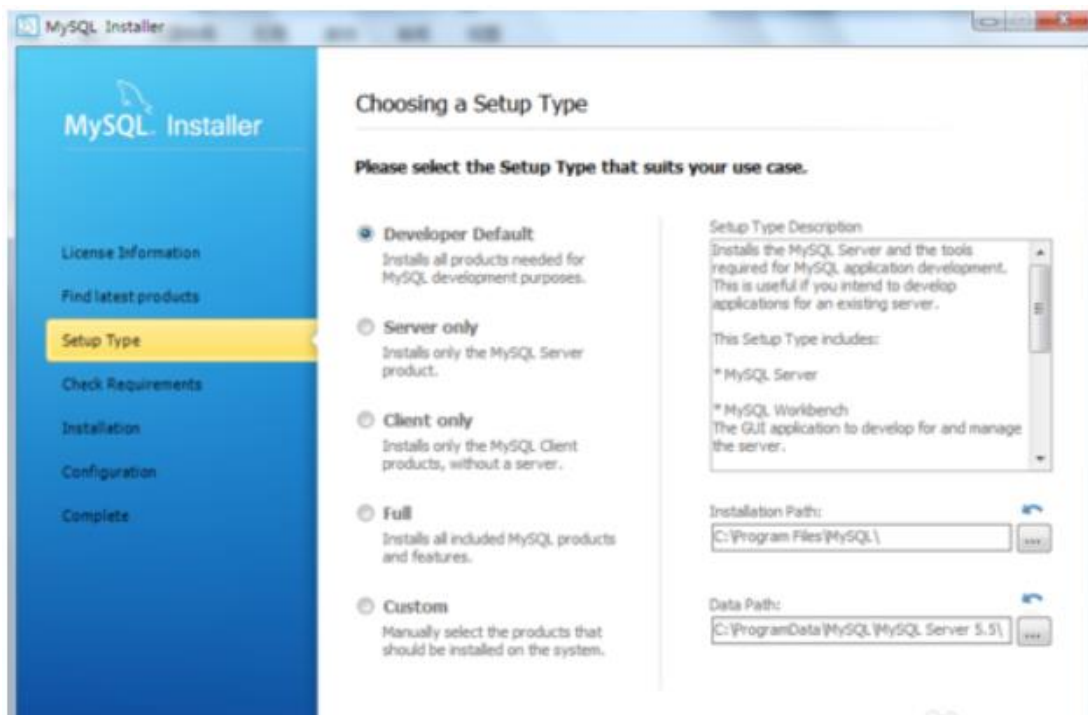 MySQL Installer
MySQL. Installer
License Information
Find latest products
Setup Type
Check Requirements
Installation
Configuration
Complete
Choosing a Setup Type
Please select the Setup Type that suits your use case.
Developer Default
Installs all products needed for
MySQL development purposes.
Server only
Installs only the MySQL Server
product.
Client only
Installs only the MySQL Client
products, without a server.
Full
Installs all included MySQL products
and features.
Custom
Manually select the products that
should be installed on the system.
Setup Type Description
Installs the MySQL Server and the tools
required for MySQL application development.
This is useful if you intend to develop
applications for an existing server.
This Setup Type includes:
* MySQL Server
* MySQL Workbench
The GUI application to develop for and manage
the server.
Installation Path:
C:\Program Files\MySQL\
...
Data Path:
C:\ProgramData\MySQL\MySQL Server 5.5\
...